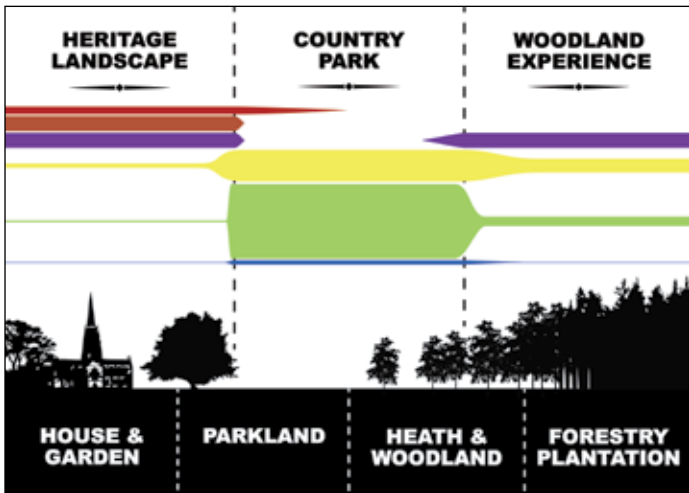 HERITAGE
LANDSCAPE
COUNTRY
PARK
WOODLAND
EXPERIENCE
HOUSE &
GARDEN
PARKLAND
HEATH &
WOODLAND
FORESTRY
PLANTATION